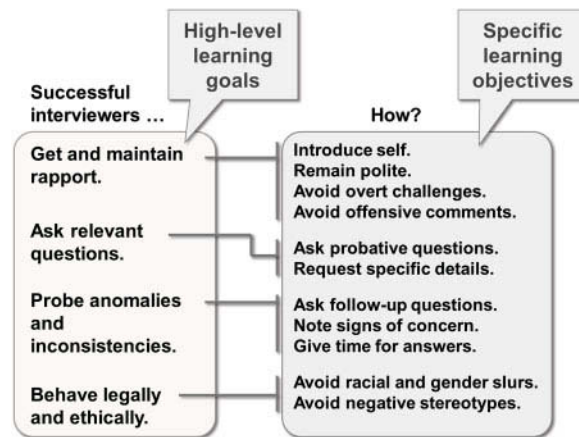 High-level
learning
goals
Specific
learning
objectives
Successful
interviewers ...
How?
Get and maintain
rapport.
Introduce self.
Remain polite.
Avoid overt challenges.
Avoid offensive comments.
Ask relevant
questions.
Ask probative questions.
Request specific details.
Probe anomalies
and
inconsistencies.
Ask follow-up questions.
Note signs of concern.
Give time for answers.
Behave legally
and ethically.
Avoid racial and gender slurs.
Avoid negative stereotypes.